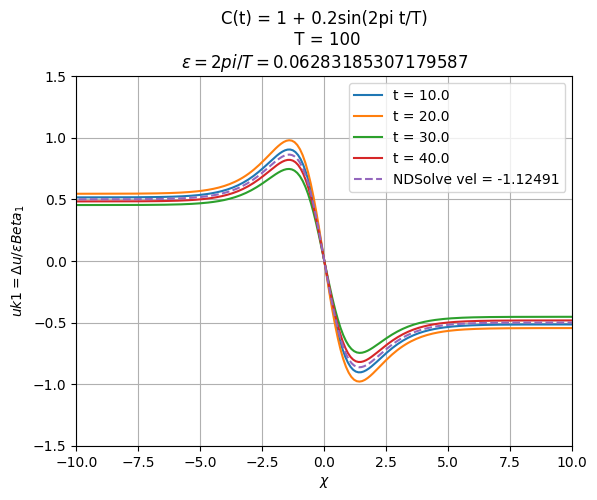 C(t) = 1 + 0.2sin(2pi t/T)
T = 100
ε = 2pi/T = 0.06283185307179587
1.5
1.0
0.5
0.0
−0.5
−1.0
−1.5
uk1 = Δu/εBeta₁
t = 10.0
t = 20.0
t = 30.0
t = 40.0
NDSolve vel = -1.12491
−10.0 −7.5 −5.0 −2.5 0.0 2.5 5.0 7.5 10.0
χ